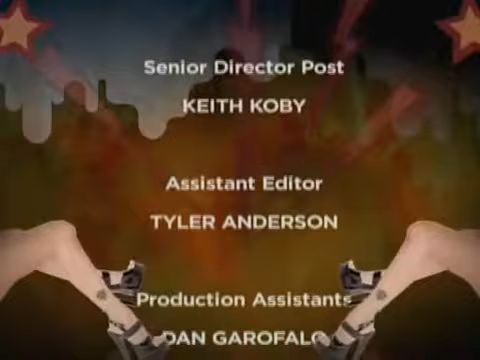 Senior Director Post
KEITH KOBY
Assistant Editor
TYLER ANDERSON
Production Assistants
DAN GAROFALO